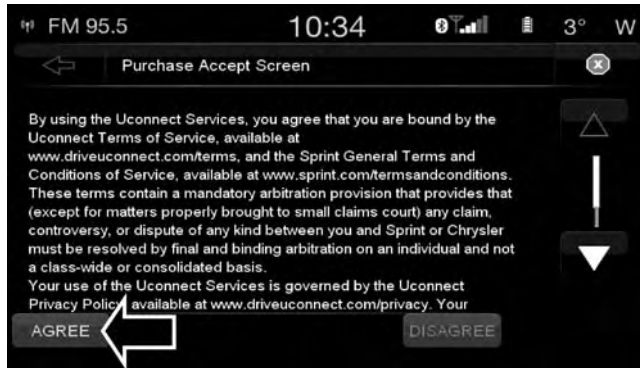 FM 95.5 10:34 3° W
Purchase Accept Screen
By using the Uconnect Services, you agree that you are bound by the
Uconnect Terms of Service, available at
www.driveuconnect.com/terms, and the Sprint General Terms and
Conditions of Service, available at www.sprint.com/termsandconditions.
These terms contain a mandatory arbitration provision that provides that
(except for matters properly brought to small claims court) any claim,
controversy, or dispute of any kind between you and Sprint or Chrysler
must be resolved by final and binding arbitration on an individual and not
a class-wide or consolidated basis.
Your use of the Uconnect Services is governed by the Uconnect
Privacy Policy, available at www.driveuconnect.com/privacy. Your
AGREE DISAGREE